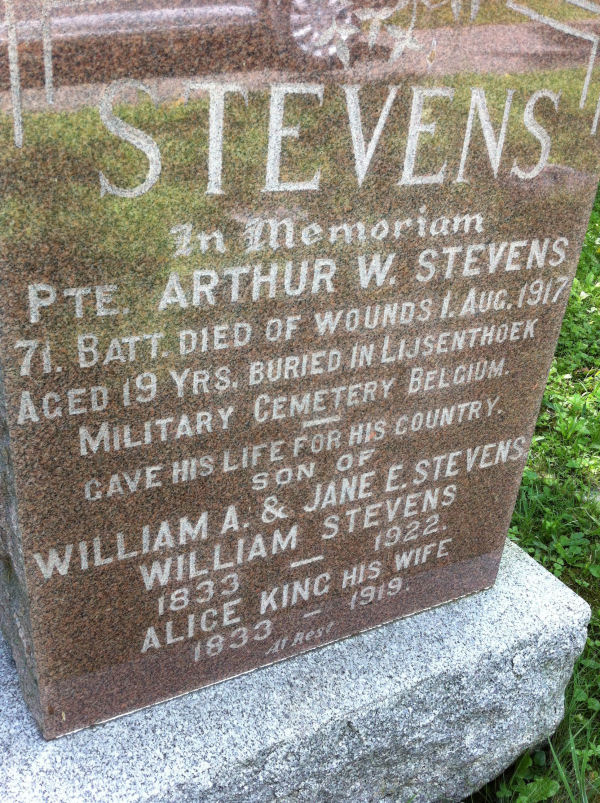 STEVENS
In Memoriam
PTE. ARTHUR W. STEVENS
71. BATT. DIED OF WOUNDS 1. AUG. 1917
AGED 19 YRS. BURIED IN LIJSENTHOEK
MILITARY CEMETERY BELGIUM.
GAVE HIS LIFE FOR HIS COUNTRY.
SON OF
WILLIAM A. & JANE E. STEVENS
WILLIAM STEVENS
1833 — 1922.
ALICE KING HIS WIFE
1833 — 1919.
At Rest